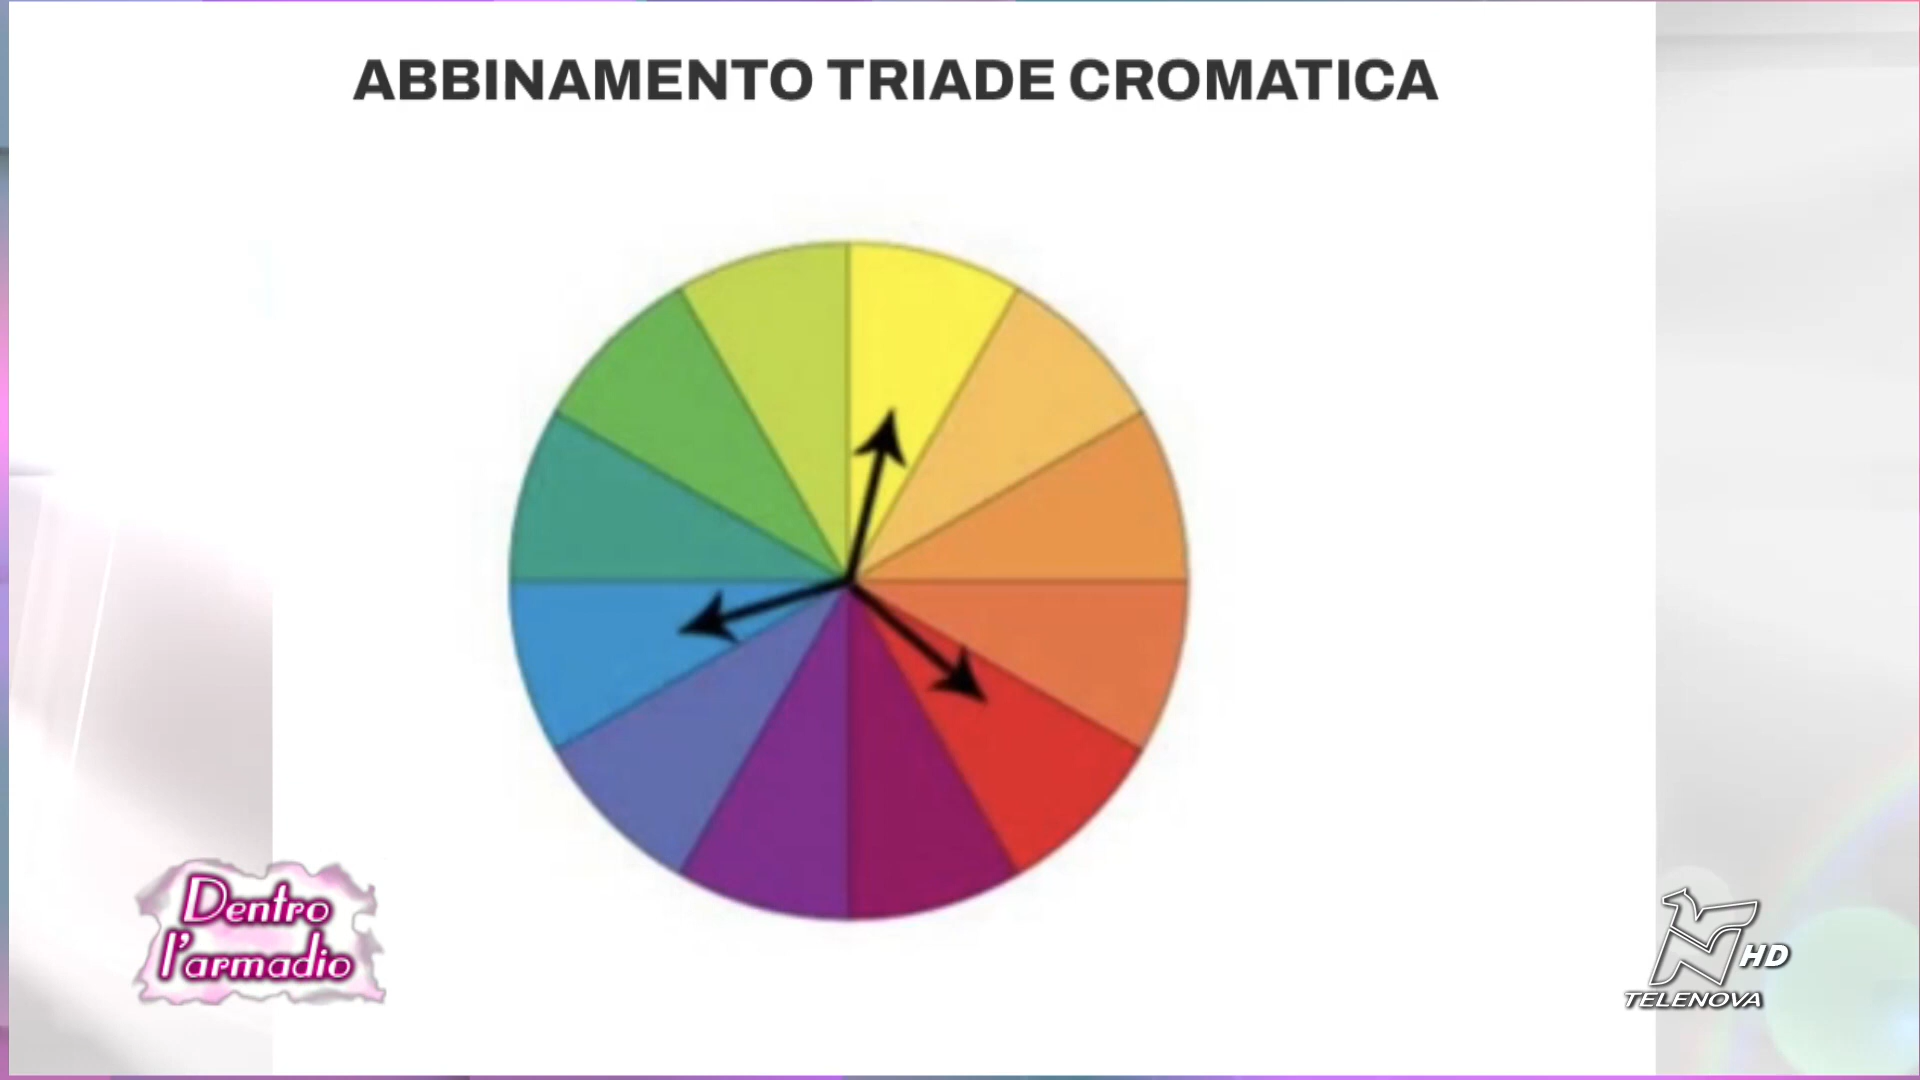 ABBINAMENTO TRIADE CROMATICA
Dentro
l'armadio
HD
TELENOVA